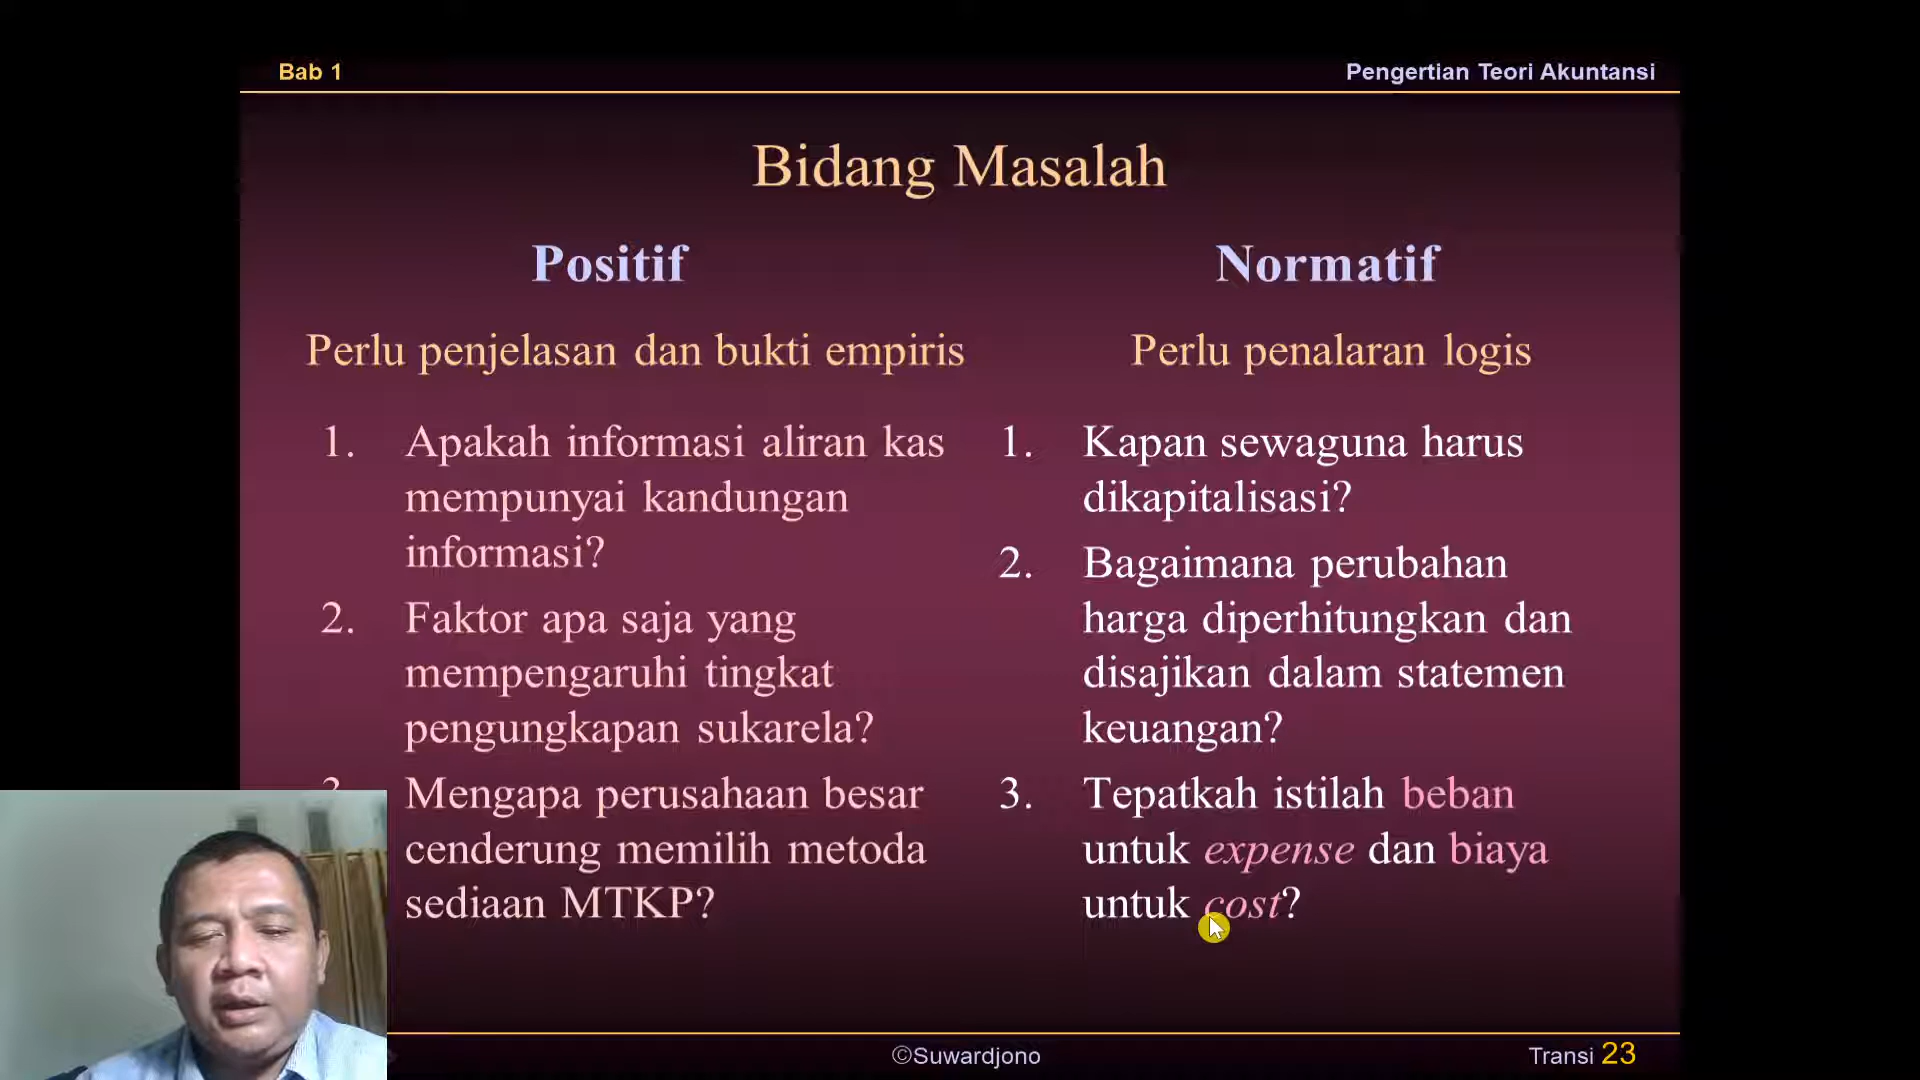 Bab 1
Pengertian Teori Akuntansi
Bidang Masalah
Positif
Perlu penjelasan dan bukti empiris
1. Apakah informasi aliran kas
mempunyai kandungan
informasi?
2. Faktor apa saja yang
mempengaruhi tingkat
pengungkapan sukarela?
Mengapa perusahaan besar
cenderung memilih metoda
sediaan MTKP?
Normatif
Perlu penalaran logis
1. Kapan sewaguna harus
dikapitalisasi?
2. Bagaimana perubahan
harga diperhitungkan dan
disajikan dalam statemen
keuangan?
3. Tepatkah istilah beban
untuk expense dan biaya
untuk cost?
©Suwardjono
Transi 23